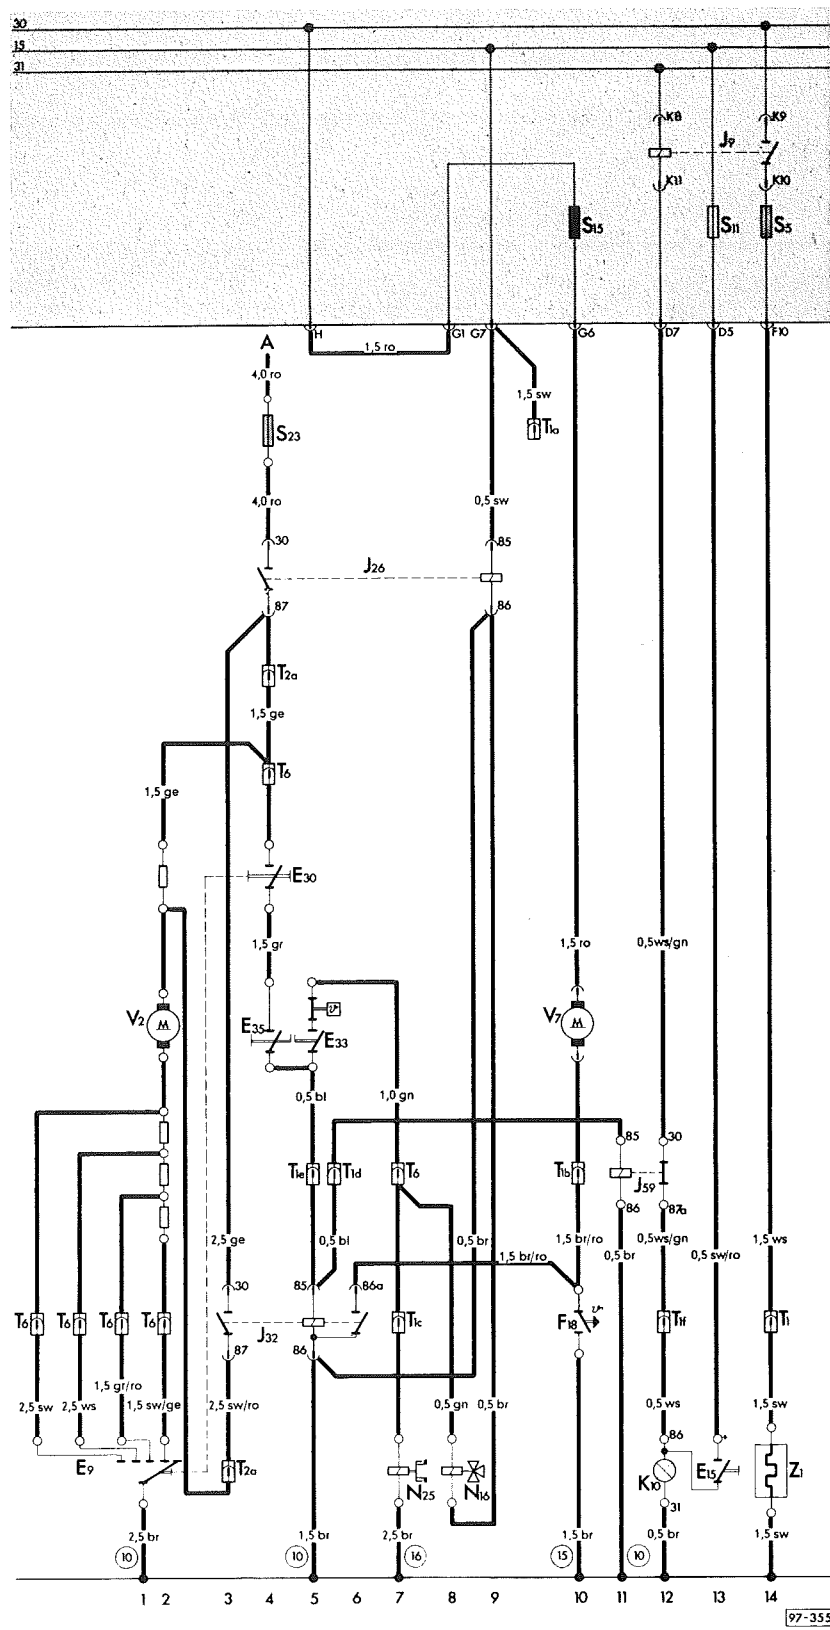 30
15
31
K8 K9
J9
K11 K10
S15 S11 S5
H G1 G7 G6 D7 D5 F10
A
1,5 ro
4,0 ro
1,5 sw
S23 T1a
4,0 ro 0,5 sw
30 85
J26
87 86
T2a
1,5 ge
T6
1,5 ge
E30
1,5 gr 1,5 ro 0,5 ws/gn
V2 E35 E33 V7
0,5 bl 1,0 gn
85 30
T1e T1d T6 T1b J59
86 87a
2,5 ge 0,5 bl 0,5 br 1,5 br/ro 1,5 br/ro 0,5 br 0,5 ws/gn 0,5 sw/ro 1,5 ws
30 85 86a
T6 T6 T6 T6 J32 T1c F18 T1f T1
87 86
1,5 gr/ro
2,5 sw 2,5 ws 1,5 sw/ge 2,5 sw/ro 0,5 gn 0,5 br 0,5 ws 1,5 sw
86 +
E9 T2a N25 N16 K10 E15 Z1
31
2,5 br 1,5 br 2,5 br 1,5 br 0,5 br 1,5 sw
10 10 16 15 10
1 2 3 4 5 6 7 8 9 10 11 12 13 14
97-355